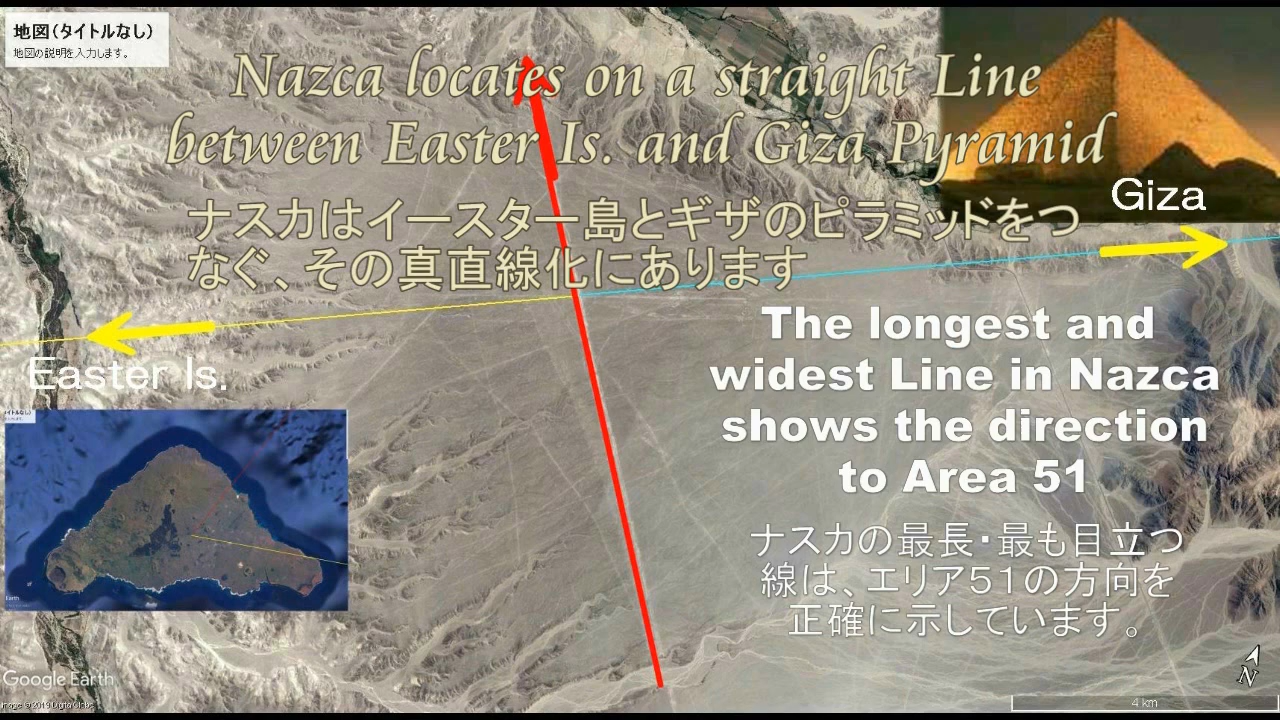 地図(タイトルなし)
地図の説明を入力します。
Nazca locates on a straight Line
between Easter Is. and Giza Pyramid
ナスカはイースター島とギザのピラミッドをつ
なぐ、その真直線化にあります
Giza
Easter Is.
The longest and
widest Line in Nazca
shows the direction
to Area 51
ナスカの最長・最も目立つ
線は、エリア51の方向を
正確に示しています。
Earth
Google Earth
N
4 km